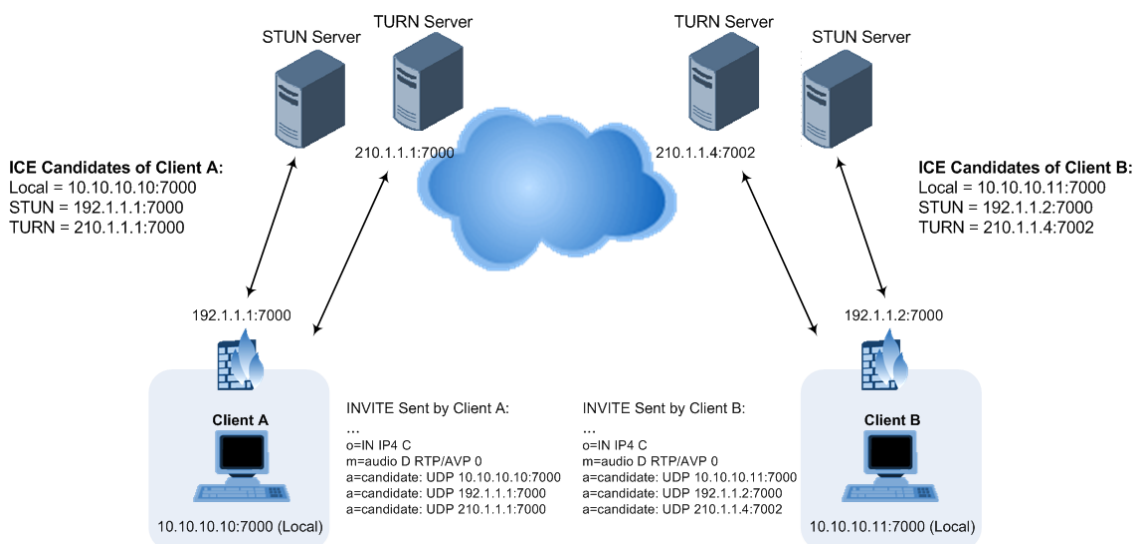 TURN Server
STUN Server
TURN Server
STUN Server
210.1.1.1:7000
210.1.1.4:7002
ICE Candidates of Client A:
Local = 10.10.10.10:7000
STUN = 192.1.1.1:7000
TURN = 210.1.1.1:7000
ICE Candidates of Client B:
Local = 10.10.10.11:7000
STUN = 192.1.1.2:7000
TURN = 210.1.1.4:7002
192.1.1.1:7000
192.1.1.2:7000
Client A
10.10.10.10:7000 (Local)
INVITE Sent by Client A:
...
o=IN IP4 C
m=audio D RTP/AVP 0
a=candidate: UDP 10.10.10.10:7000
a=candidate: UDP 192.1.1.1:7000
a=candidate: UDP 210.1.1.1:7000
INVITE Sent by Client B:
...
o=IN IP4 C
m=audio D RTP/AVP 0
a=candidate: UDP 10.10.10.11:7000
a=candidate: UDP 192.1.1.2:7000
a=candidate: UDP 210.1.1.4:7002
Client B
10.10.10.11:7000 (Local)